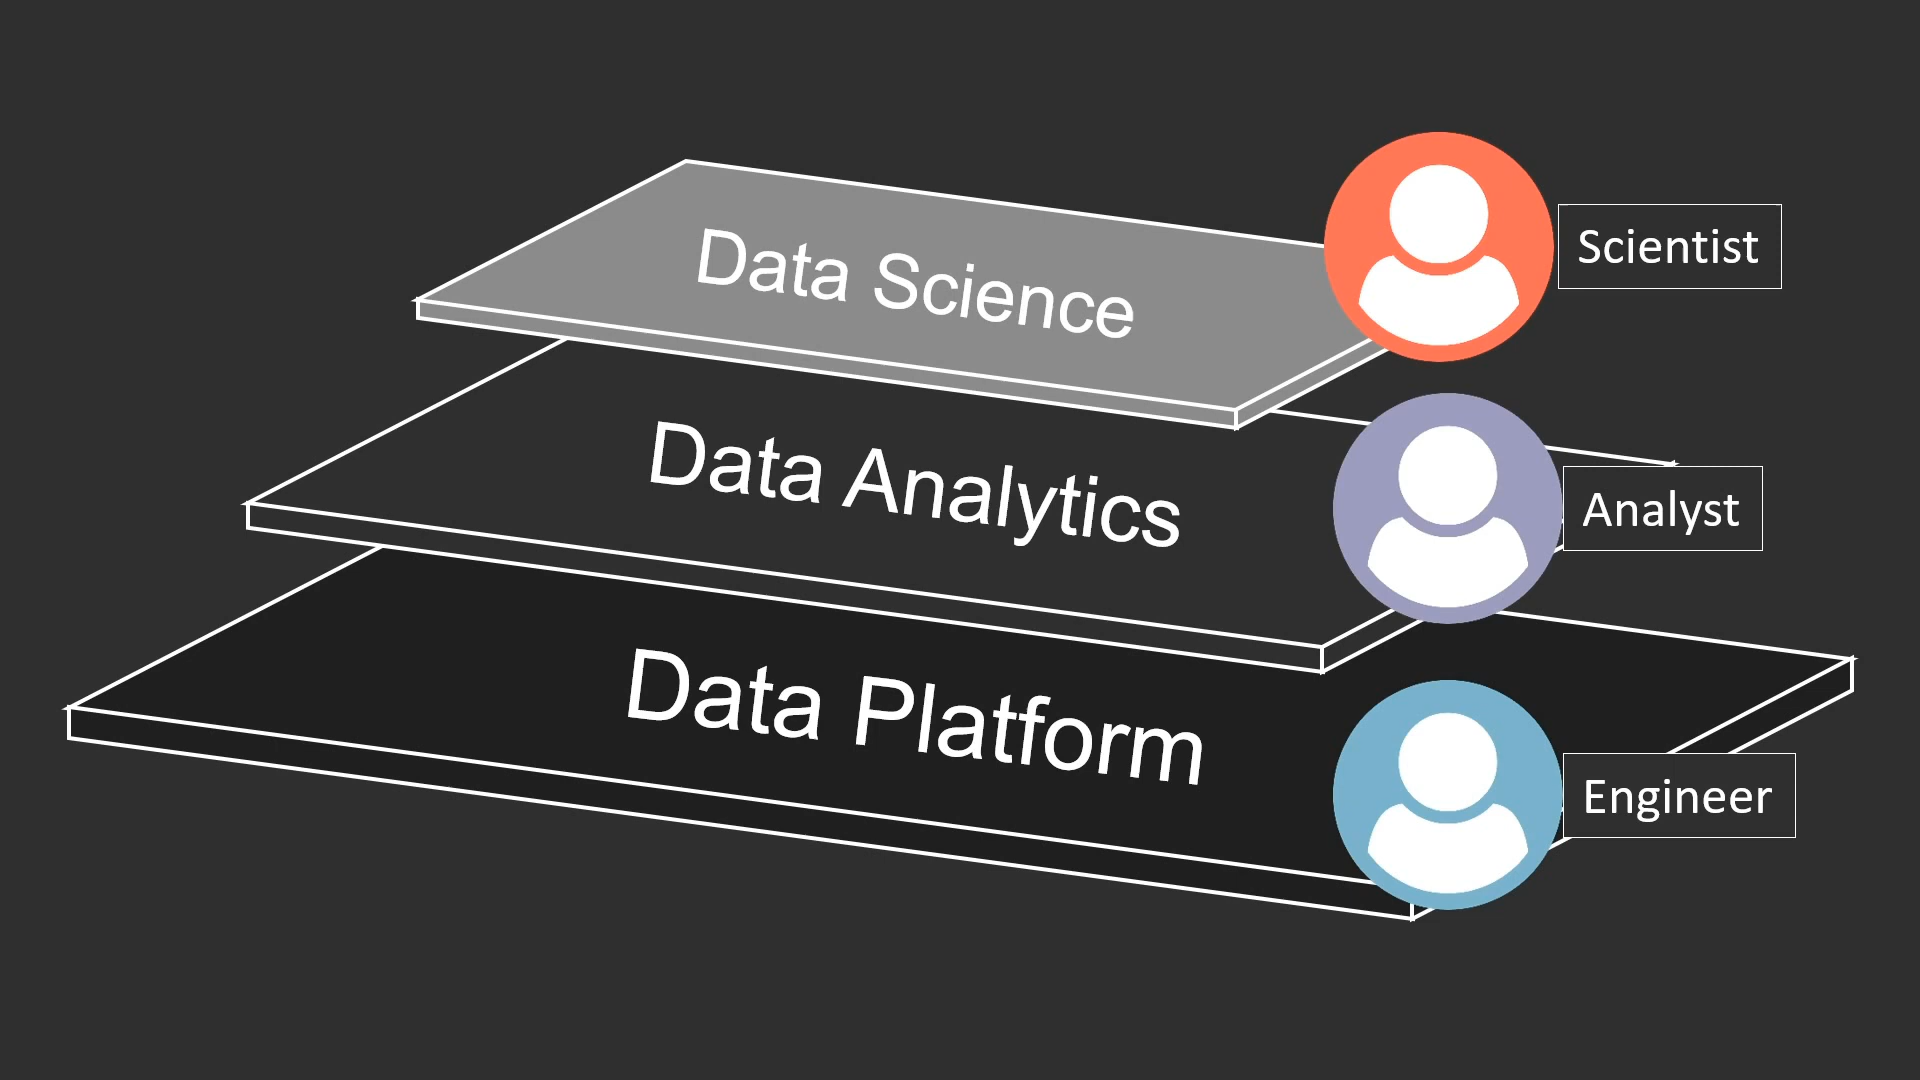 Data Science
Scientist
Data Analytics
Analyst
Data Platform
Engineer